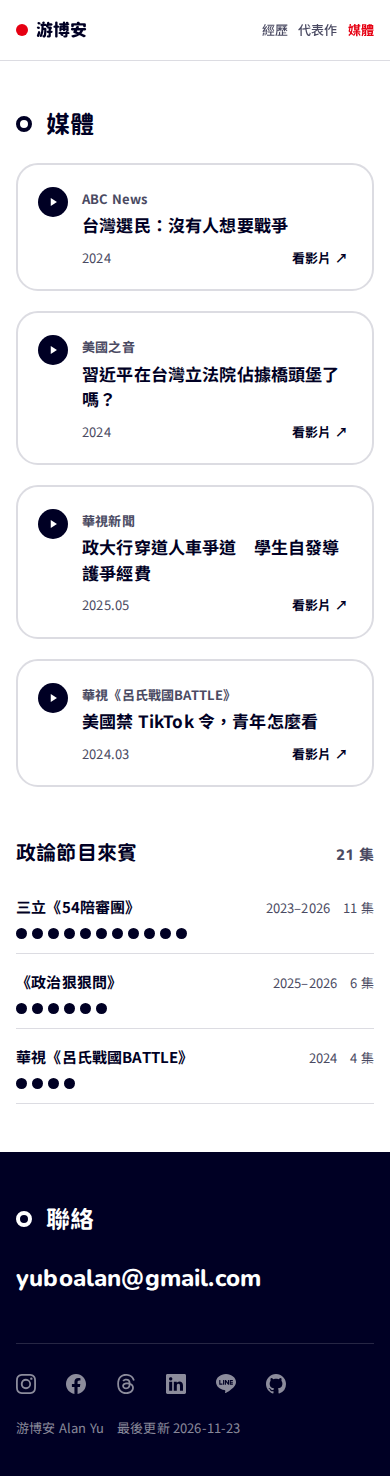 游博安
經歷 代表作 媒體
媒體
ABC News
台灣選民：沒有人想要戰爭
2024 看影片 ↗
美國之音
習近平在台灣立法院佔據橋頭堡了
嗎？
2024 看影片 ↗
華視新聞
政大行穿道人車爭道　學生自發導
護爭經費
2025.05 看影片 ↗
華視《呂氏戰國BATTLE》
美國禁 TikTok 令，青年怎麼看
2024.03 看影片 ↗
政論節目來賓 21 集
三立《54陪審團》 2023–2026 11 集
《政治狠狠問》 2025–2026 6 集
華視《呂氏戰國BATTLE》 2024 4 集
聯絡
yuboalan@gmail.com
LINE
游博安 Alan Yu 最後更新 2026-11-23